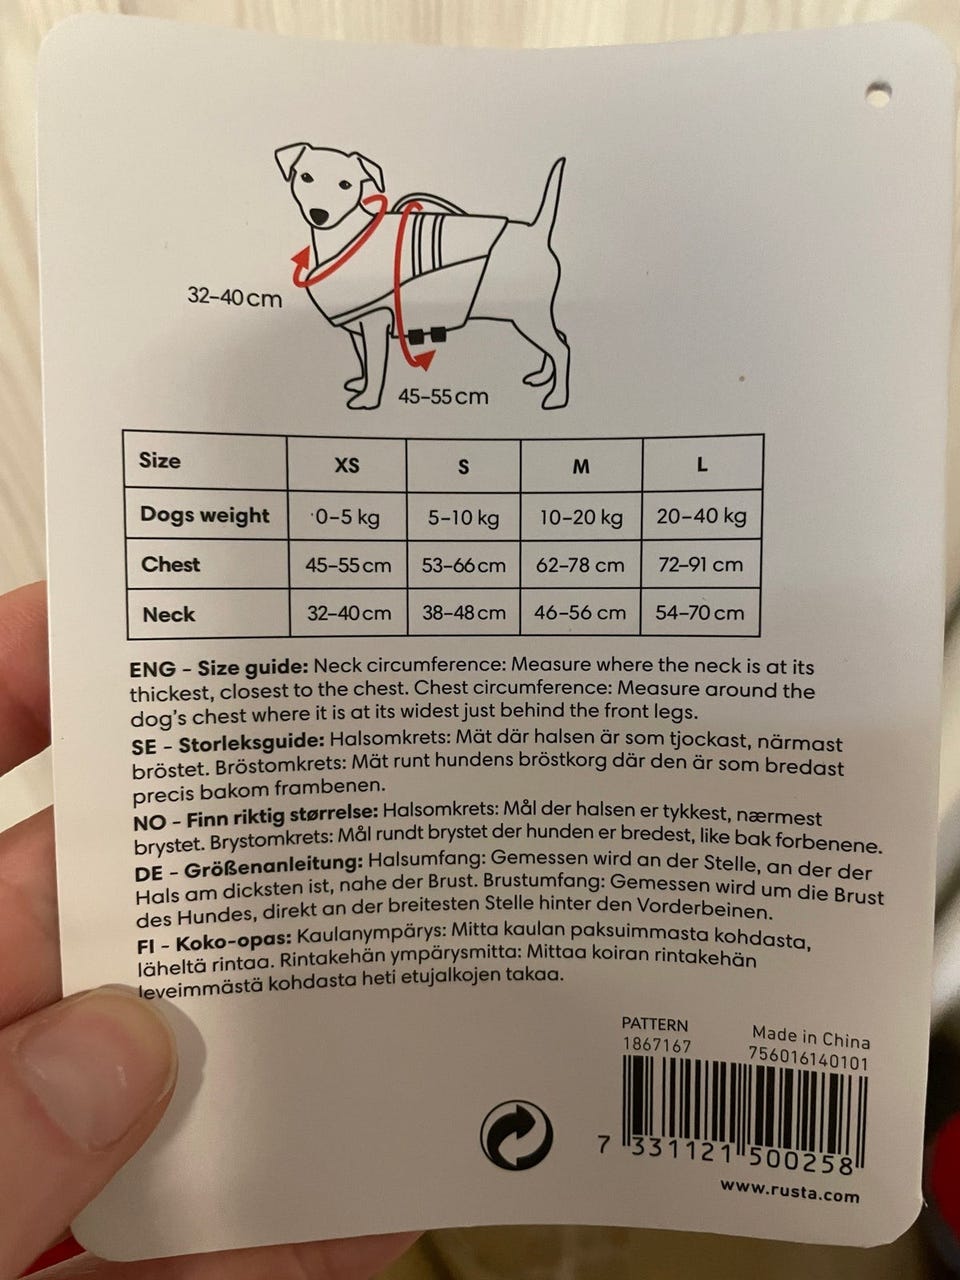 32–40 cm
45–55 cm
Size XS S M L
Dogs weight 0–5 kg 5–10 kg 10–20 kg 20–40 kg
Chest 45–55 cm 53–66 cm 62–78 cm 72–91 cm
Neck 32–40 cm 38–48 cm 46–56 cm 54–70 cm
ENG – Size guide: Neck circumference: Measure where the neck is at its
thickest, closest to the chest. Chest circumference: Measure around the
dog's chest where it is at its widest just behind the front legs.
SE – Storleksguide: Halsomkrets: Mät där halsen är som tjockast, närmast
bröstet. Bröstomkrets: Mät runt hundens bröstkorg där den är som bredast
precis bakom frambenen.
NO – Finn riktig størrelse: Halsomkrets: Mål der halsen er tykkest, nærmest
brystet. Brystomkrets: Mål rundt brystet der hunden er bredest, like bak forbenene.
DE – Größenanleitung: Halsumfang: Gemessen wird an der Stelle, an der der
Hals am dicksten ist, nahe der Brust. Brustumfang: Gemessen wird um die Brust
des Hundes, direkt an der breitesten Stelle hinter den Vorderbeinen.
FI – Koko-opas: Kaulanympärys: Mitta kaulan paksuimmasta kohdasta,
läheltä rintaa. Rintakehän ympärysmitta: Mittaa koiran rintakehän
leveimmästä kohdasta heti etujalkojen takaa.
PATTERN Made in China
1867167 756016140101
7 331121 500258
www.rusta.com